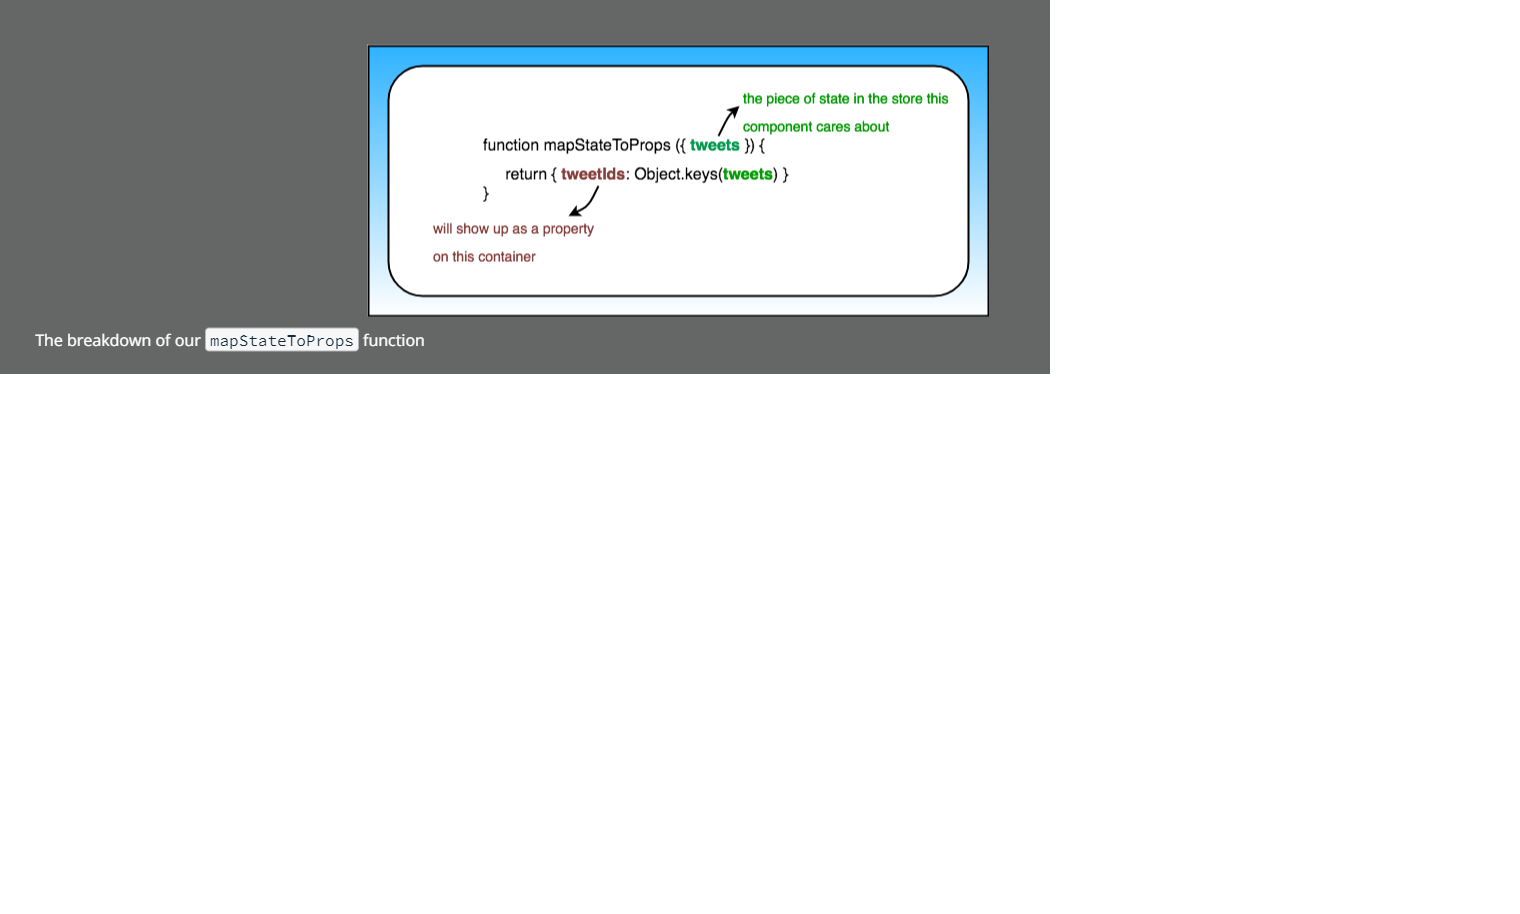 the piece of state in the store this
component cares about
function mapStateToProps ({ tweets }) {
return { tweetIds: Object.keys(tweets) }
}
will show up as a property
on this container
The breakdown of our mapStateToProps function